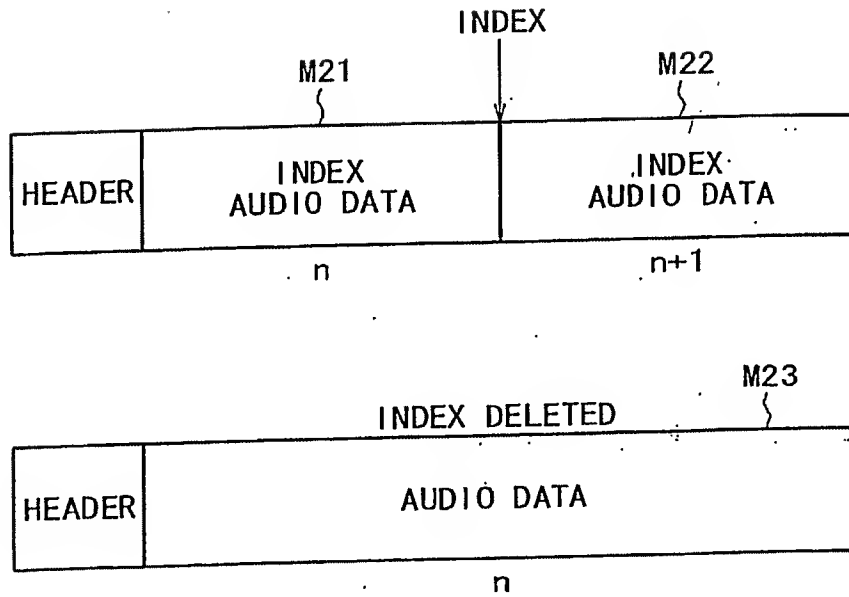 INDEX
M21
M22
HEADER
INDEX
AUDIO DATA
INDEX
AUDIO DATA
n
n+1
M23
INDEX DELETED
HEADER
AUDIO DATA
n